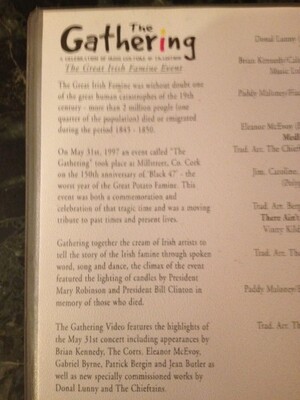 The
Gathering
A CELEBRATION OF IRISH CULTURE AT MILLSTREET
The Great Irish Famine Event
The Great Irish Famine was without doubt one
of the great human catastrophes of the 19th
century - more than 2 million people (one
quarter of the population) died or emigrated
during the period 1845 - 1850.
On May 31st, 1997 an event called "The
Gathering" took place at Millstreet, Co. Cork
on the 150th anniversary of 'Black 47' - the
worst year of the Great Potato Famine. This
event was both a commemoration and
celebration of that tragic time and was a moving
tribute to past times and present lives.
Gathering together the cream of Irish artists to
tell the story of the Irish famine through spoken
word, song and dance, the climax of the event
featured the lighting of candles by President
Mary Robinson and President Bill Clinton in
memory of those who died.
The Gathering Video features the highlights of
the May 31st concert including appearances by
Brian Kennedy, The Corrs, Eleanor McEvoy,
Gabriel Byrne, Patrick Bergin and Jean Butler as
well as new specially commissioned works by
Donal Lunny and The Chieftains.
Donal Lunny
Brian Kennedy/
Music
Paddy Moloney/
Eleanor McEvoy
Trad. Arr. The Chief
Jim, Caroline,
Trad. Arr. Berg
There Ain't
Vinny Kild
Trad. Arr. Th
Paddy Moloney/
Trad. Arr. Th